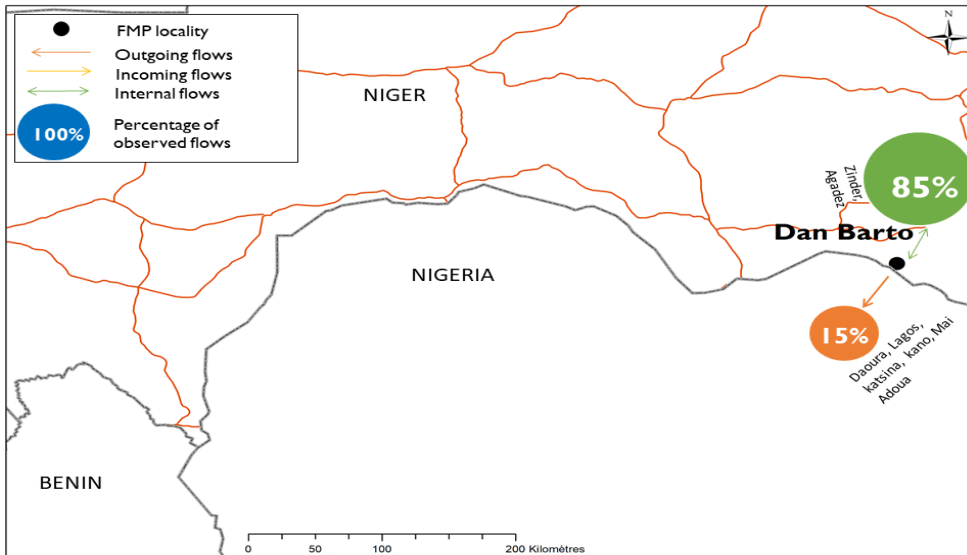 FMP locality
Outgoing flows
Incoming flows
Internal flows
100%
Percentage of
observed flows
N
NIGER
Zinder,
Agadez
85%
Dan Barto
NIGERIA
15%
Daoura, Lagos,
katsina, kano, Mai
Adoua
BENIN
0 50 100 200 Kilomètres